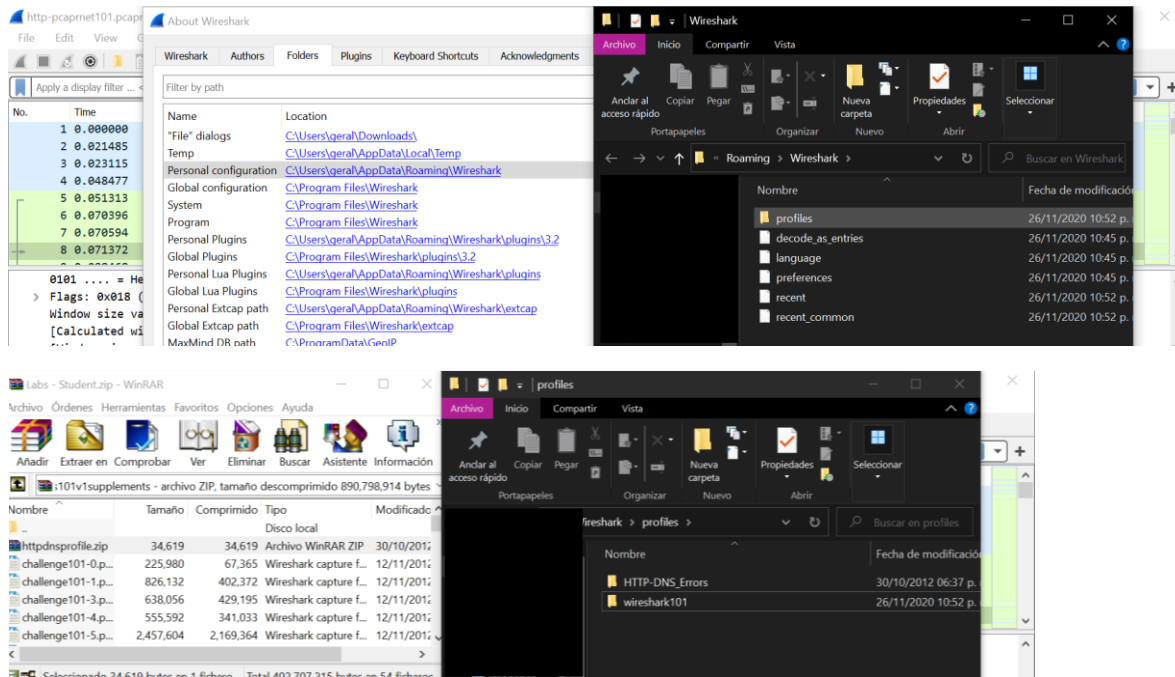 http-pcaprnet101.pcapr
File Edit View G
Apply a display filter ... <
No. Time
1 0.000000
2 0.021485
3 0.023115
4 0.048477
5 0.051313
6 0.070396
7 0.070594
8 0.071372
0101 .... = He
> Flags: 0x018 (
Window size va
[Calculated wi
About Wireshark
Wireshark Authors Folders Plugins Keyboard Shortcuts Acknowledgments
Filter by path
Name Location
"File" dialogs C:\Users\geral\Downloads\
Temp C:\Users\geral\AppData\Local\Temp
Personal configuration C:\Users\geral\AppData\Roaming\Wireshark
Global configuration C:\Program Files\Wireshark
System C:\Program Files\Wireshark
Program C:\Program Files\Wireshark
Personal Plugins C:\Users\geral\AppData\Roaming\Wireshark\plugins\3.2
Global Plugins C:\Program Files\Wireshark\plugins\3.2
Personal Lua Plugins C:\Users\geral\AppData\Roaming\Wireshark\plugins
Global Lua Plugins C:\Program Files\Wireshark\plugins
Personal Extcap path C:\Users\geral\AppData\Roaming\Wireshark\extcap
Global Extcap path C:\Program Files\Wireshark\extcap
MaxMind DB path C:\ProgramData\GeoIP
Wireshark
Archivo Inicio Compartir Vista
Anclar al acceso rápido Copiar Pegar Nueva carpeta Propiedades Seleccionar
Portapapeles Organizar Nuevo Abrir
« Roaming > Wireshark > Buscar en Wireshark
Nombre Fecha de modificación
profiles 26/11/2020 10:52 p.
decode_as_entries 26/11/2020 10:45 p.
language 26/11/2020 10:45 p.
preferences 26/11/2020 10:45 p.
recent 26/11/2020 10:52 p.
recent_common 26/11/2020 10:52 p.
Labs - Student.zip - WinRAR
Archivo Órdenes Herramientas Favoritos Opciones Ayuda
Añadir Extraer en Comprobar Ver Eliminar Buscar Asistente Información
:101v1supplements - archivo ZIP, tamaño descomprimido 890,798,914 bytes
Nombre Tamaño Comprimido Tipo Modificado
.. Disco local
httpdnsprofile.zip 34,619 34,619 Archivo WinRAR ZIP 30/10/2012
challenge101-0.p... 225,980 67,365 Wireshark capture f... 12/11/2012
challenge101-1.p... 826,132 402,372 Wireshark capture f... 12/11/2012
challenge101-3.p... 638,056 429,195 Wireshark capture f... 12/11/2012
challenge101-4.p... 555,592 341,033 Wireshark capture f... 12/11/2012
challenge101-5.p... 2,457,604 2,169,364 Wireshark capture f... 12/11/2012
Seleccionado 34,619 bytes en 1 fichero Total 402,707,215 bytes en 54 ficheros
profiles
Archivo Inicio Compartir Vista
Anclar al acceso rápido Copiar Pegar Nueva carpeta Propiedades Seleccionar
Portapapeles Organizar Nuevo Abrir
Wireshark > profiles > Buscar en profiles
Nombre Fecha de modificación
HTTP-DNS_Errors 30/10/2012 06:37 p.
wireshark101 26/11/2020 10:52 p.